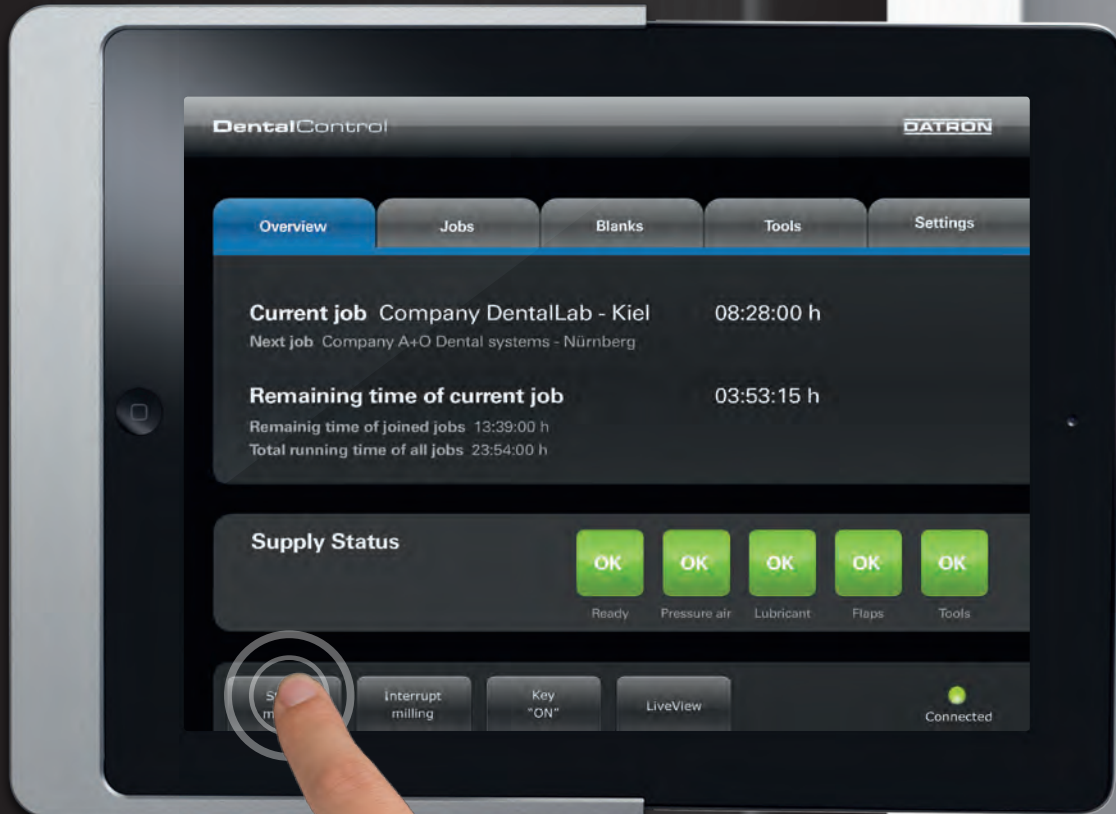 DentalControl
DATRON
Overview Jobs Blanks Tools Settings
Current job Company DentalLab - Kiel 08:28:00 h
Next job Company A+O Dental systems - Nürnberg
Remaining time of current job 03:53:15 h
Remainig time of joined jobs 13:39:00 h
Total running time of all jobs 23:54:00 h
Supply Status
OK OK OK OK OK
Ready Pressure air Lubricant Flaps Tools
Interrupt
milling
Key
"ON"
LiveView
Connected